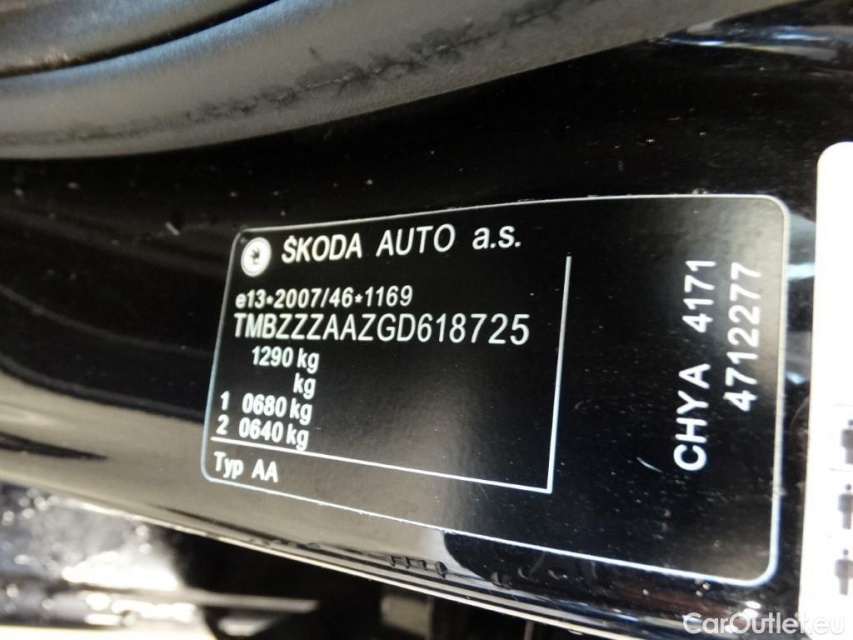 ŠKODA AUTO a.s.
e13*2007/46*1169
TMBZZZAAZGD618725
1290 kg
kg
1 0680 kg
2 0640 kg
Typ AA
CHYA 4171
4712277
CarOutlet.eu